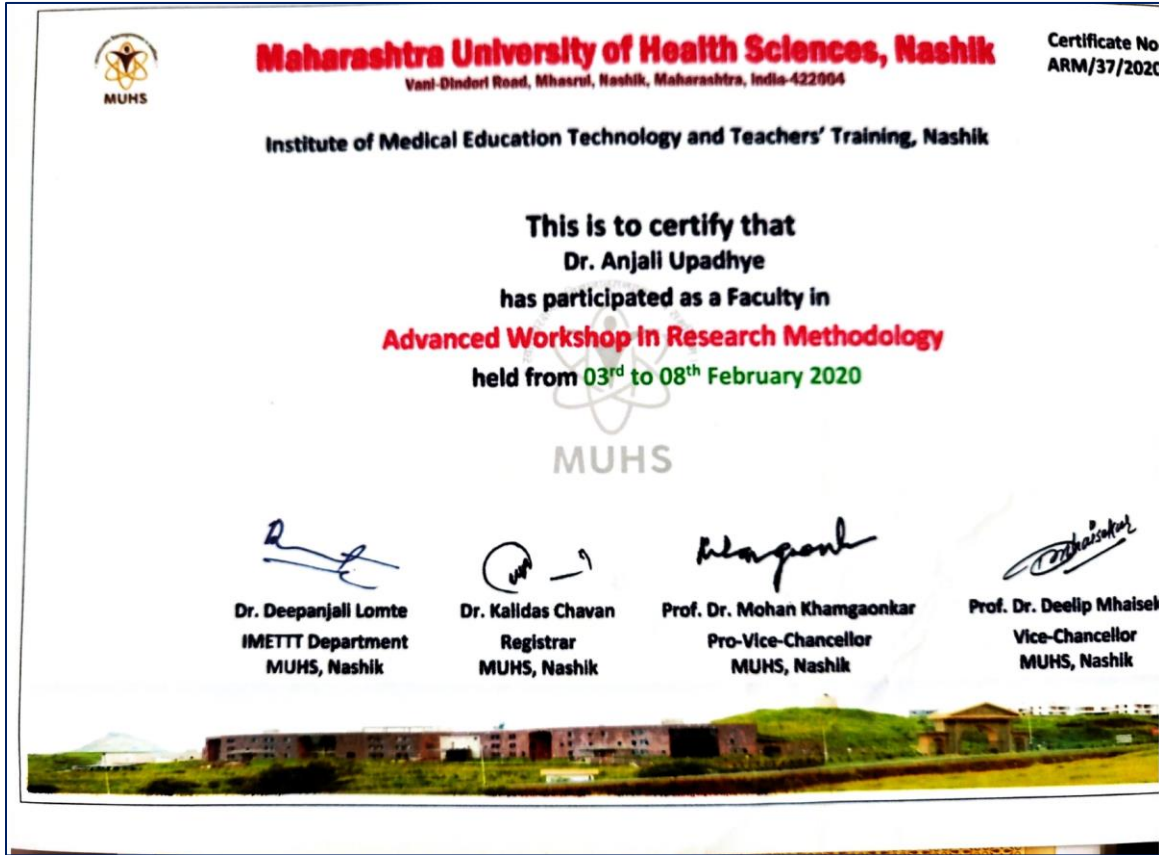 MUHS
Maharashtra University of Health Sciences, Nashik
Vani-Dindori Road, Mhasrul, Nashik, Maharashtra, India-422004
Certificate No
ARM/37/2020
Institute of Medical Education Technology and Teachers' Training, Nashik
This is to certify that
Dr. Anjali Upadhye
has participated as a Faculty in
Advanced Workshop in Research Methodology
held from 03rd to 08th February 2020
MUHS
Dr. Deepanjali Lomte
IMETTT Department
MUHS, Nashik
Dr. Kalidas Chavan
Registrar
MUHS, Nashik
Prof. Dr. Mohan Khamgaonkar
Pro-Vice-Chancellor
MUHS, Nashik
Prof. Dr. Deelip Mhaisek
Vice-Chancellor
MUHS, Nashik